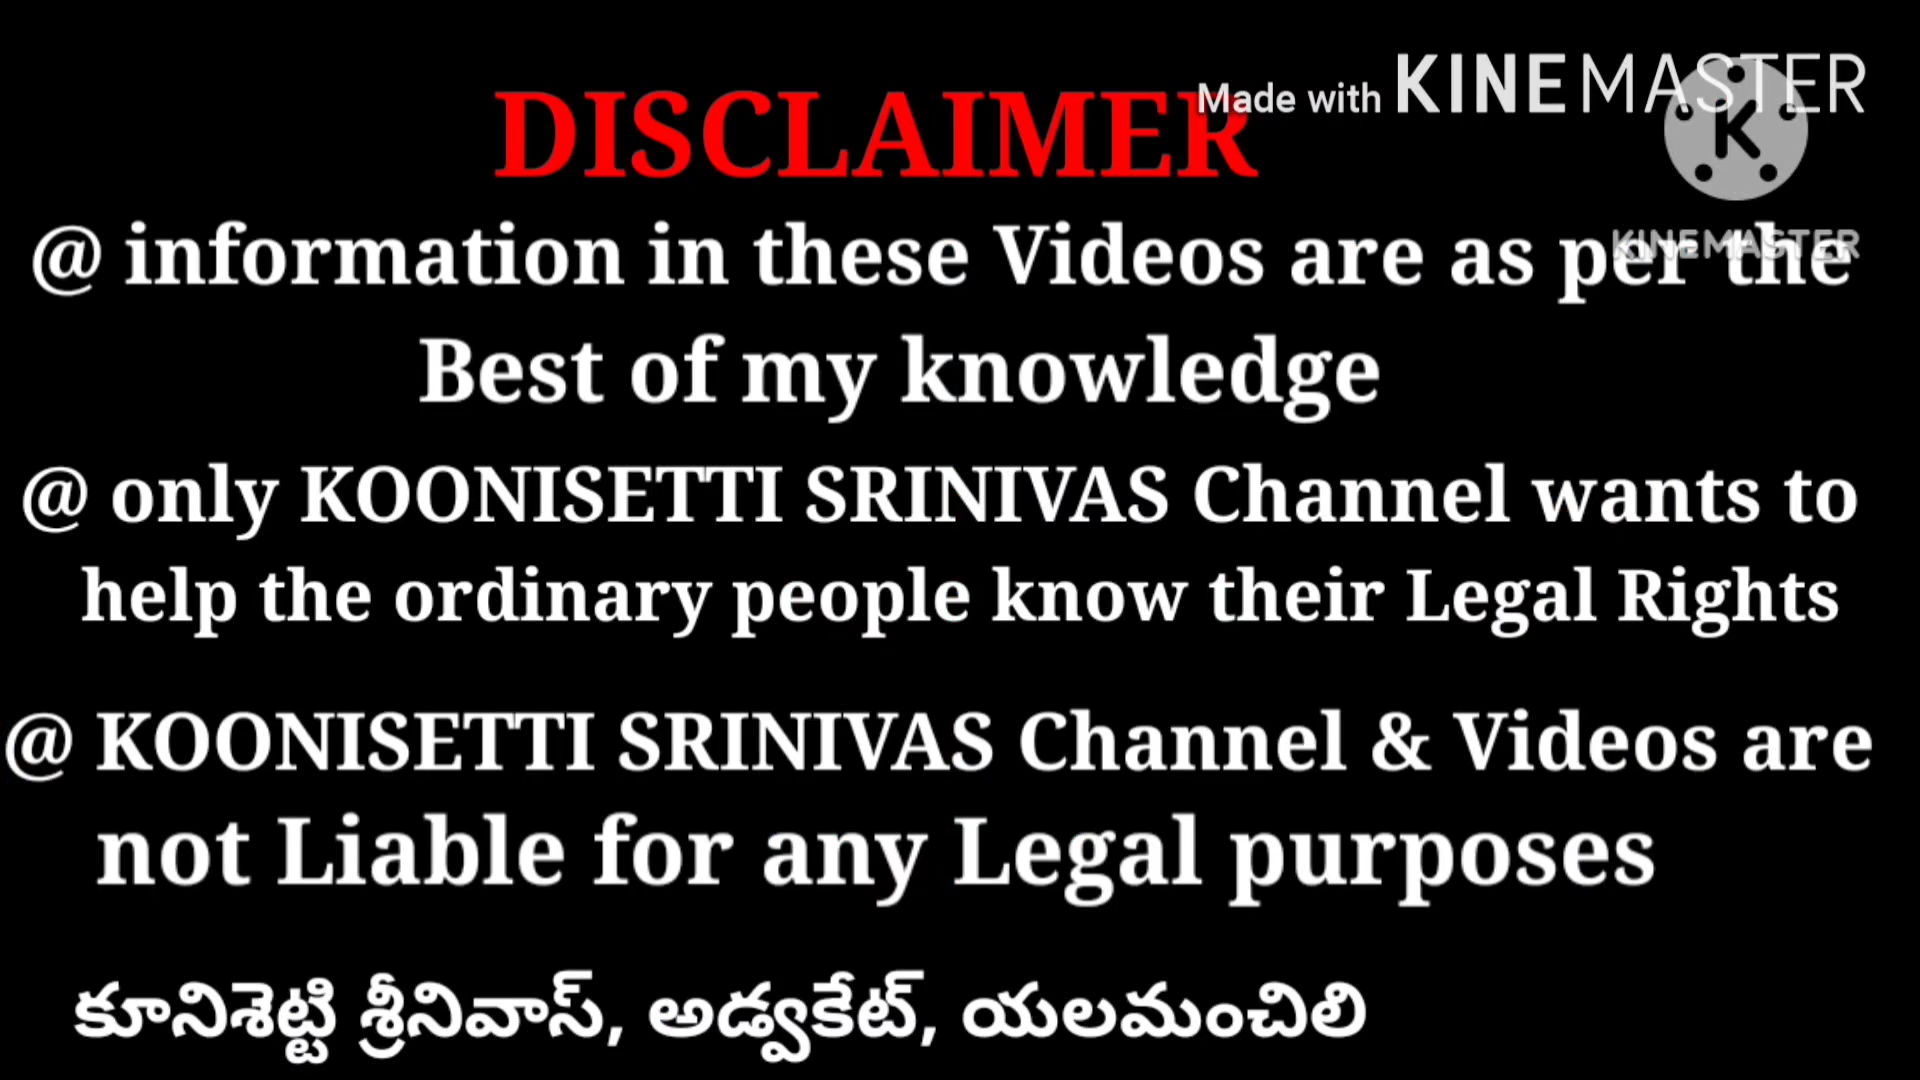 Made with KINEMASTER
DISCLAIMER
K
KINEMASTER
@ information in these Videos are as per the
Best of my knowledge
@ only KOONISETTI SRINIVAS Channel wants to
help the ordinary people know their Legal Rights
@ KOONISETTI SRINIVAS Channel & Videos are
not Liable for any Legal purposes
కూనిశెట్టి శ్రీనివాస్, అడ్వకేట్, యలమంచిలి